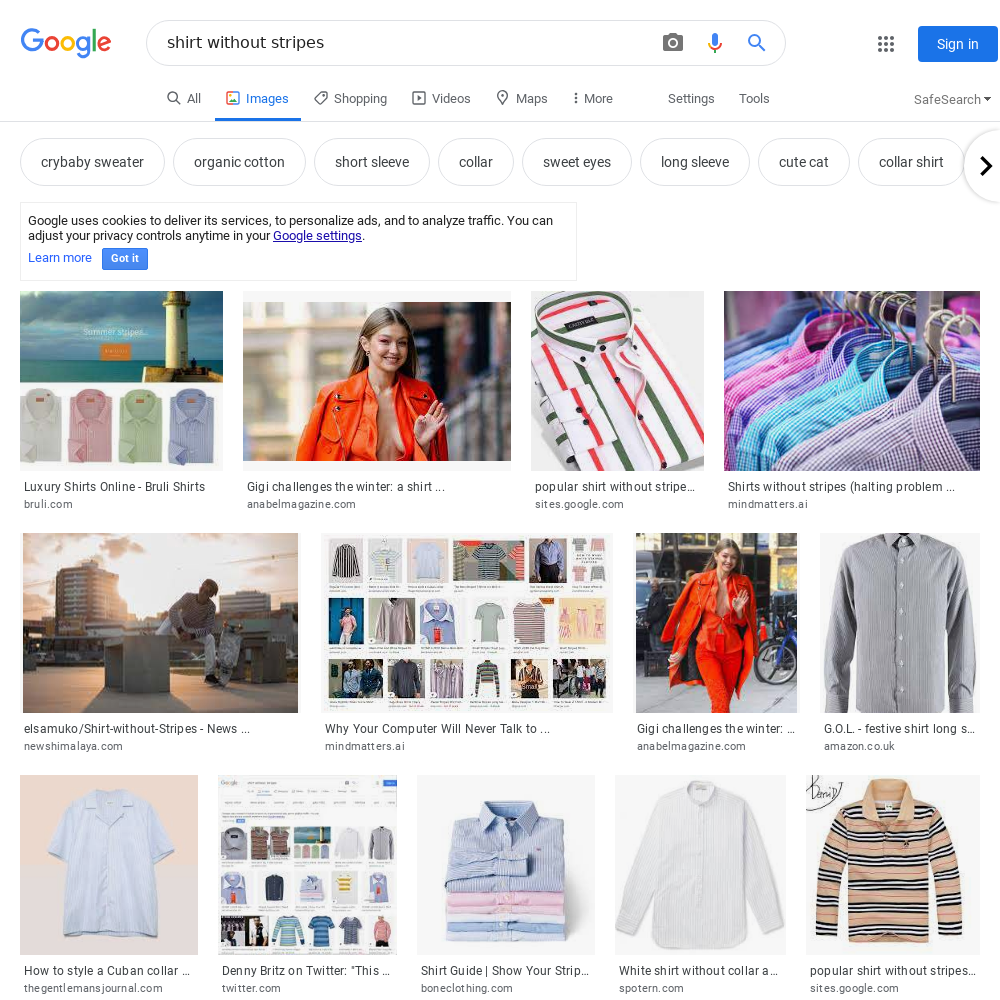 Google
shirt without stripes
Sign in
All Images Shopping Videos Maps More Settings Tools SafeSearch
crybaby sweater organic cotton short sleeve collar sweet eyes long sleeve cute cat collar shirt
Google uses cookies to deliver its services, to personalize ads, and to analyze traffic. You can
adjust your privacy controls anytime in your Google settings.
Learn more Got it
Summer stripes
Luxury Shirts Online - Bruli Shirts
bruli.com
Gigi challenges the winter: a shirt ...
anabelmagazine.com
popular shirt without stripe...
sites.google.com
Shirts without stripes (halting problem ...
mindmatters.ai
elsamuko/Shirt-without-Stripes - News ...
newshimalaya.com
Why Your Computer Will Never Talk to ...
mindmatters.ai
Gigi challenges the winter: ...
anabelmagazine.com
G.O.L. - festive shirt long s...
amazon.co.uk
How to style a Cuban collar ...
thegentlemansjournal.com
Google
shirt without stripes
Denny Britz on Twitter: "This ...
twitter.com
Shirt Guide | Show Your Strip...
boneclothing.com
White shirt without collar a...
spotern.com
popular shirt without stripes...
sites.google.com